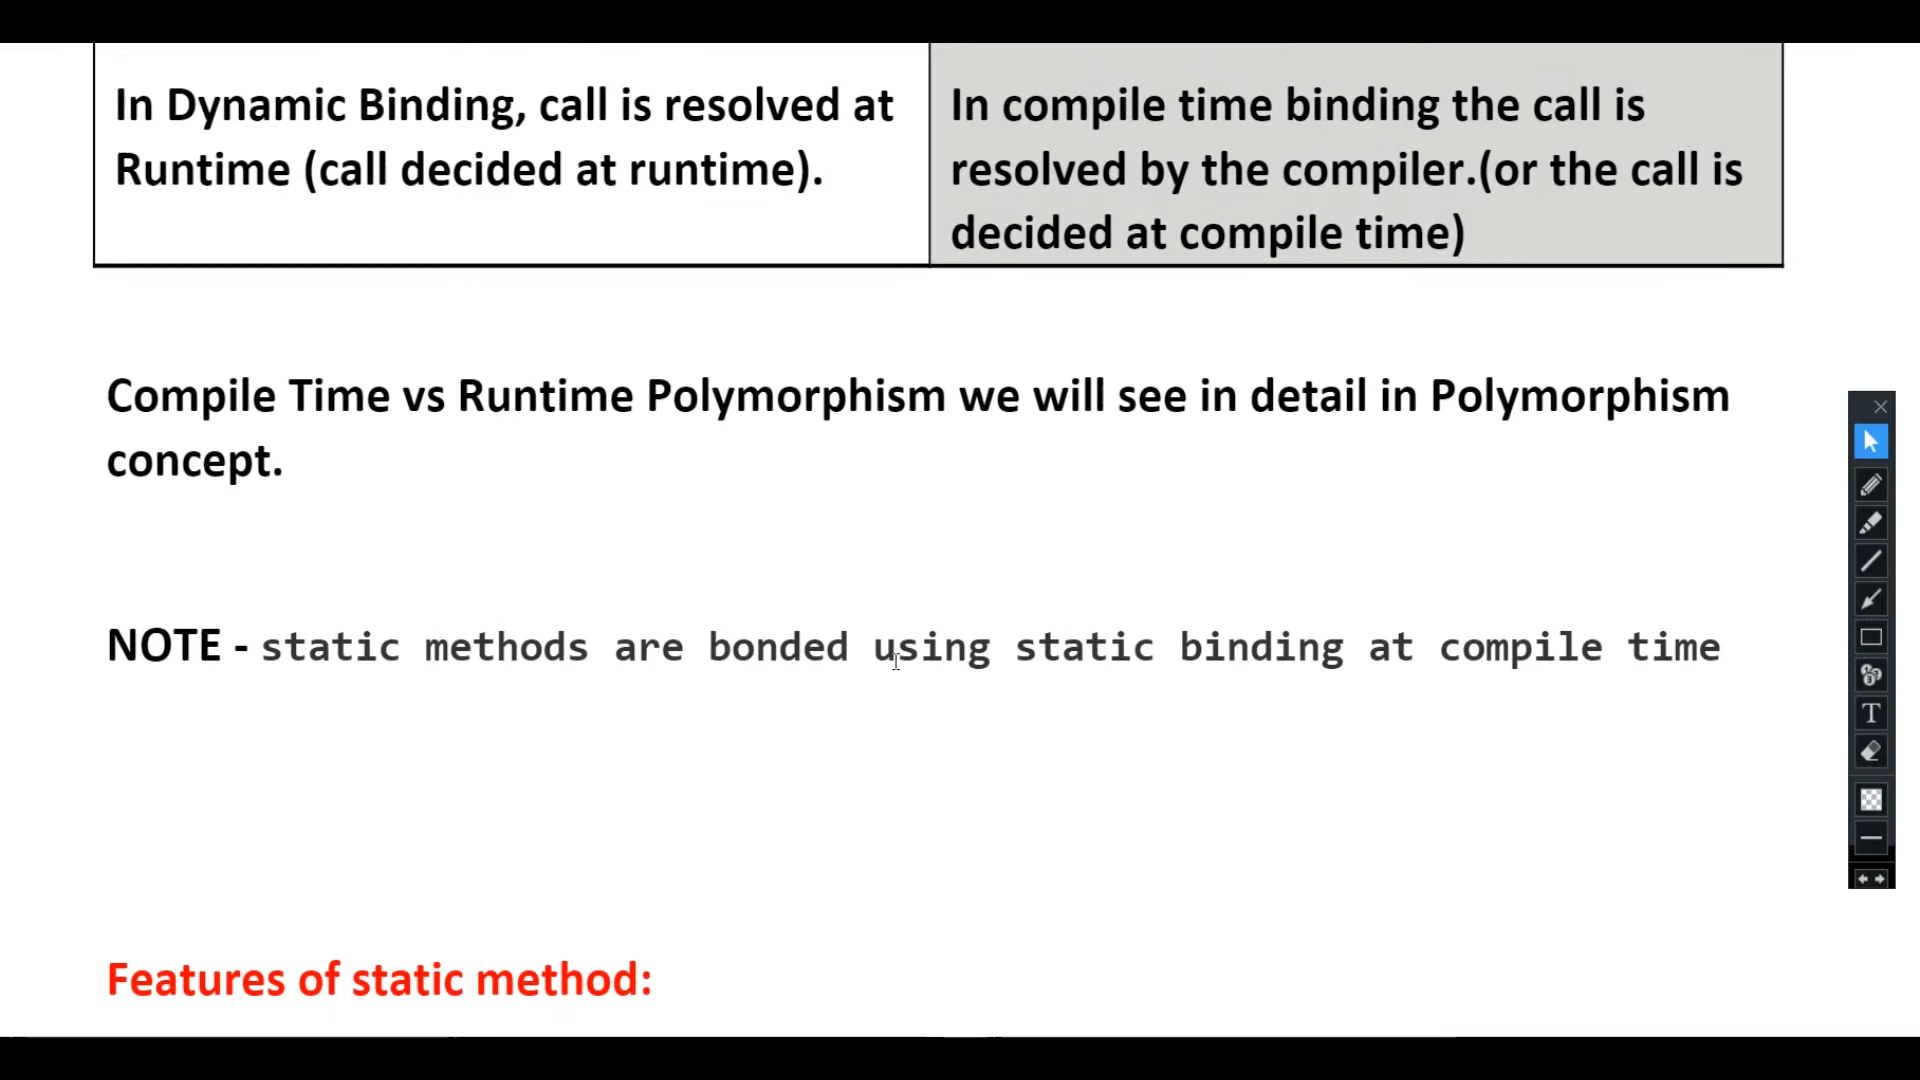 In Dynamic Binding, call is resolved at
Runtime (call decided at runtime).
In compile time binding the call is
resolved by the compiler.(or the call is
decided at compile time)
Compile Time vs Runtime Polymorphism we will see in detail in Polymorphism
concept.
NOTE - static methods are bonded using static binding at compile time
Features of static method: